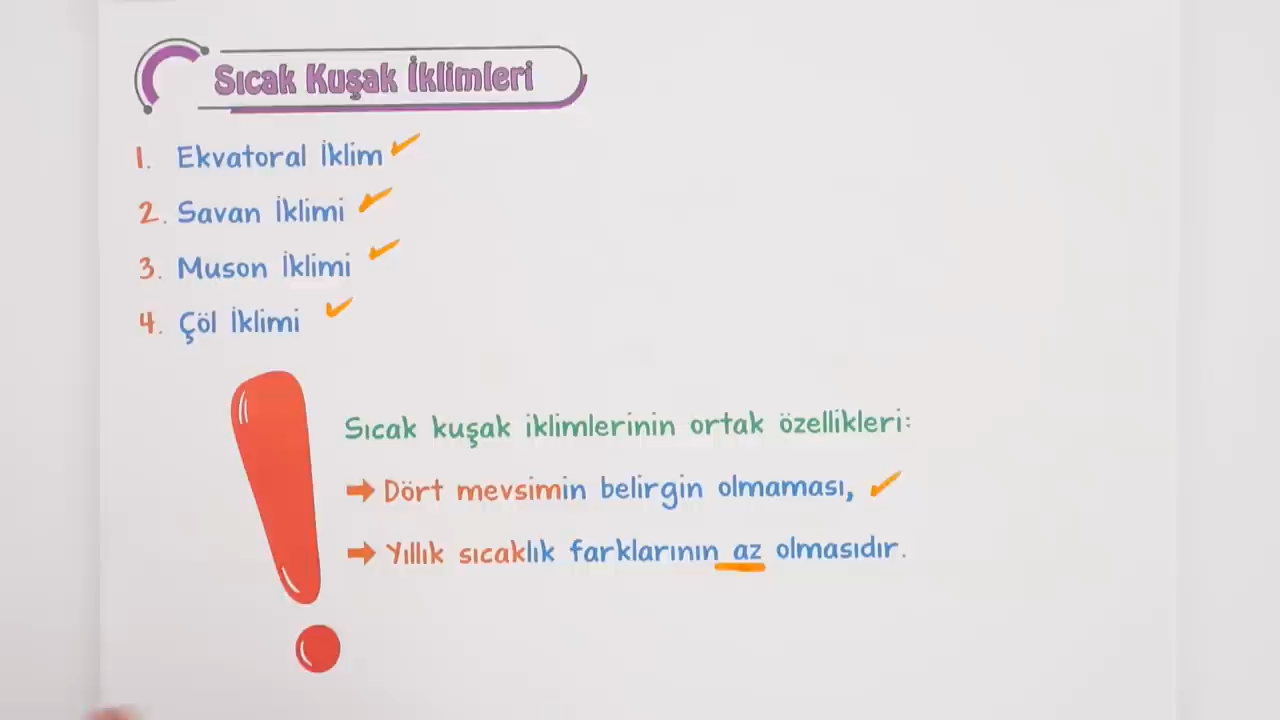 Sıcak Kuşak İklimleri
1. Ekvatoral İklim
2. Savan İklimi
3. Muson İklimi
4. Çöl İklimi
Sıcak kuşak iklimlerinin ortak özellikleri:
Dört mevsimin belirgin olmaması,
Yıllık sıcaklık farklarının az olmasıdır.